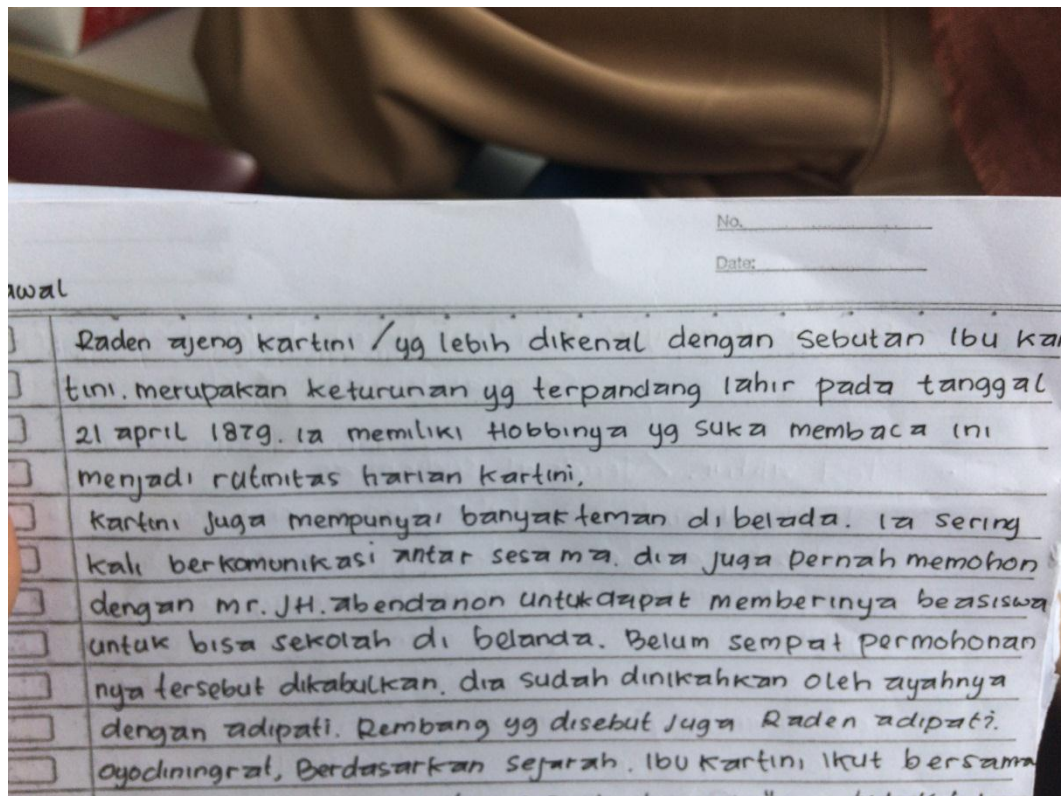 No.
Date:
awal
Raden ajeng kartini / yg lebih dikenal dengan Sebutan Ibu Kar
tini. merupakan keturunan yg terpandang lahir pada tanggal
21 april 1879. Ia memiliki Hobbinya yg suka membaca ini
menjadi rutinitas harian kartini,
Kartini Juga mempunyai banyak teman di belada. Ia sering
kali berkomunikasi antar sesama. dia juga Pernah memohon
dengan mr. JH. abendanon untuk dapat memberinya beasiswa
untuk bisa sekolah di belanda. Belum sempat permohonan
nya tersebut dikabulkan. dia sudah dinikahkan oleh ayahnya
dengan adipati. Rembang yg disebut Juga Raden adipati.
oyodiningrat, Berdasarkan sejarah. Ibu Kartini ikut bersama